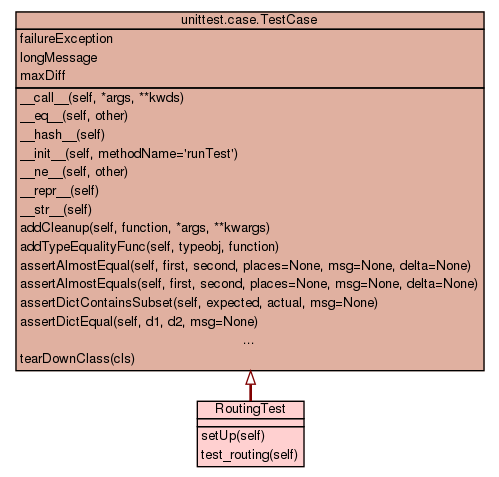 unittest.case.TestCase
failureException
longMessage
maxDiff
__call__(self, *args, **kwds)
__eq__(self, other)
__hash__(self)
__init__(self, methodName='runTest')
__ne__(self, other)
__repr__(self)
__str__(self)
addCleanup(self, function, *args, **kwargs)
addTypeEqualityFunc(self, typeobj, function)
assertAlmostEqual(self, first, second, places=None, msg=None, delta=None)
assertAlmostEquals(self, first, second, places=None, msg=None, delta=None)
assertDictContainsSubset(self, expected, actual, msg=None)
assertDictEqual(self, d1, d2, msg=None)
...
tearDownClass(cls)
RoutingTest
setUp(self)
test_routing(self)